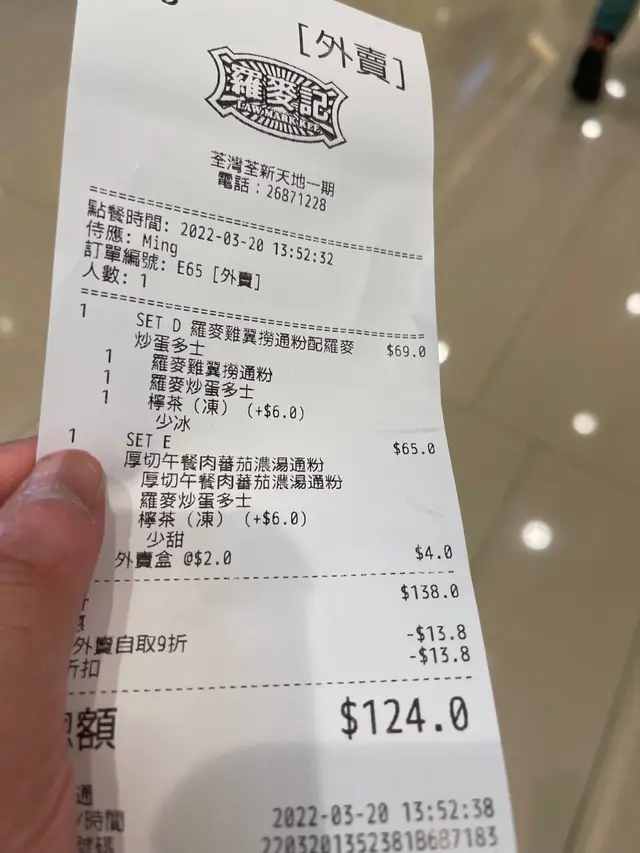 [外賣]
羅麥記
LAWMARK KEE
荃灣荃新天地一期
電話：26871228
點餐時間: 2022-03-20 13:52:32
侍應: Ming
訂單編號: E65 [外賣]
人數: 1
1 SET D 羅麥雞翼撈通粉配羅麥 $69.0
炒蛋多士
1 羅麥雞翼撈通粉
1 羅麥炒蛋多士
1 檸茶（凍）（+$6.0）
少冰
1 SET E $65.0
厚切午餐肉蕃茄濃湯通粉
厚切午餐肉蕃茄濃湯通粉
羅麥炒蛋多士
檸茶（凍）（+$6.0）
少甜
外賣盒 @$2.0 $4.0
$138.0
外賣自取9折 -$13.8
折扣 -$13.8
總額 $124.0
通
時間 2022-03-20 13:52:38
號碼 2203201352381B687183